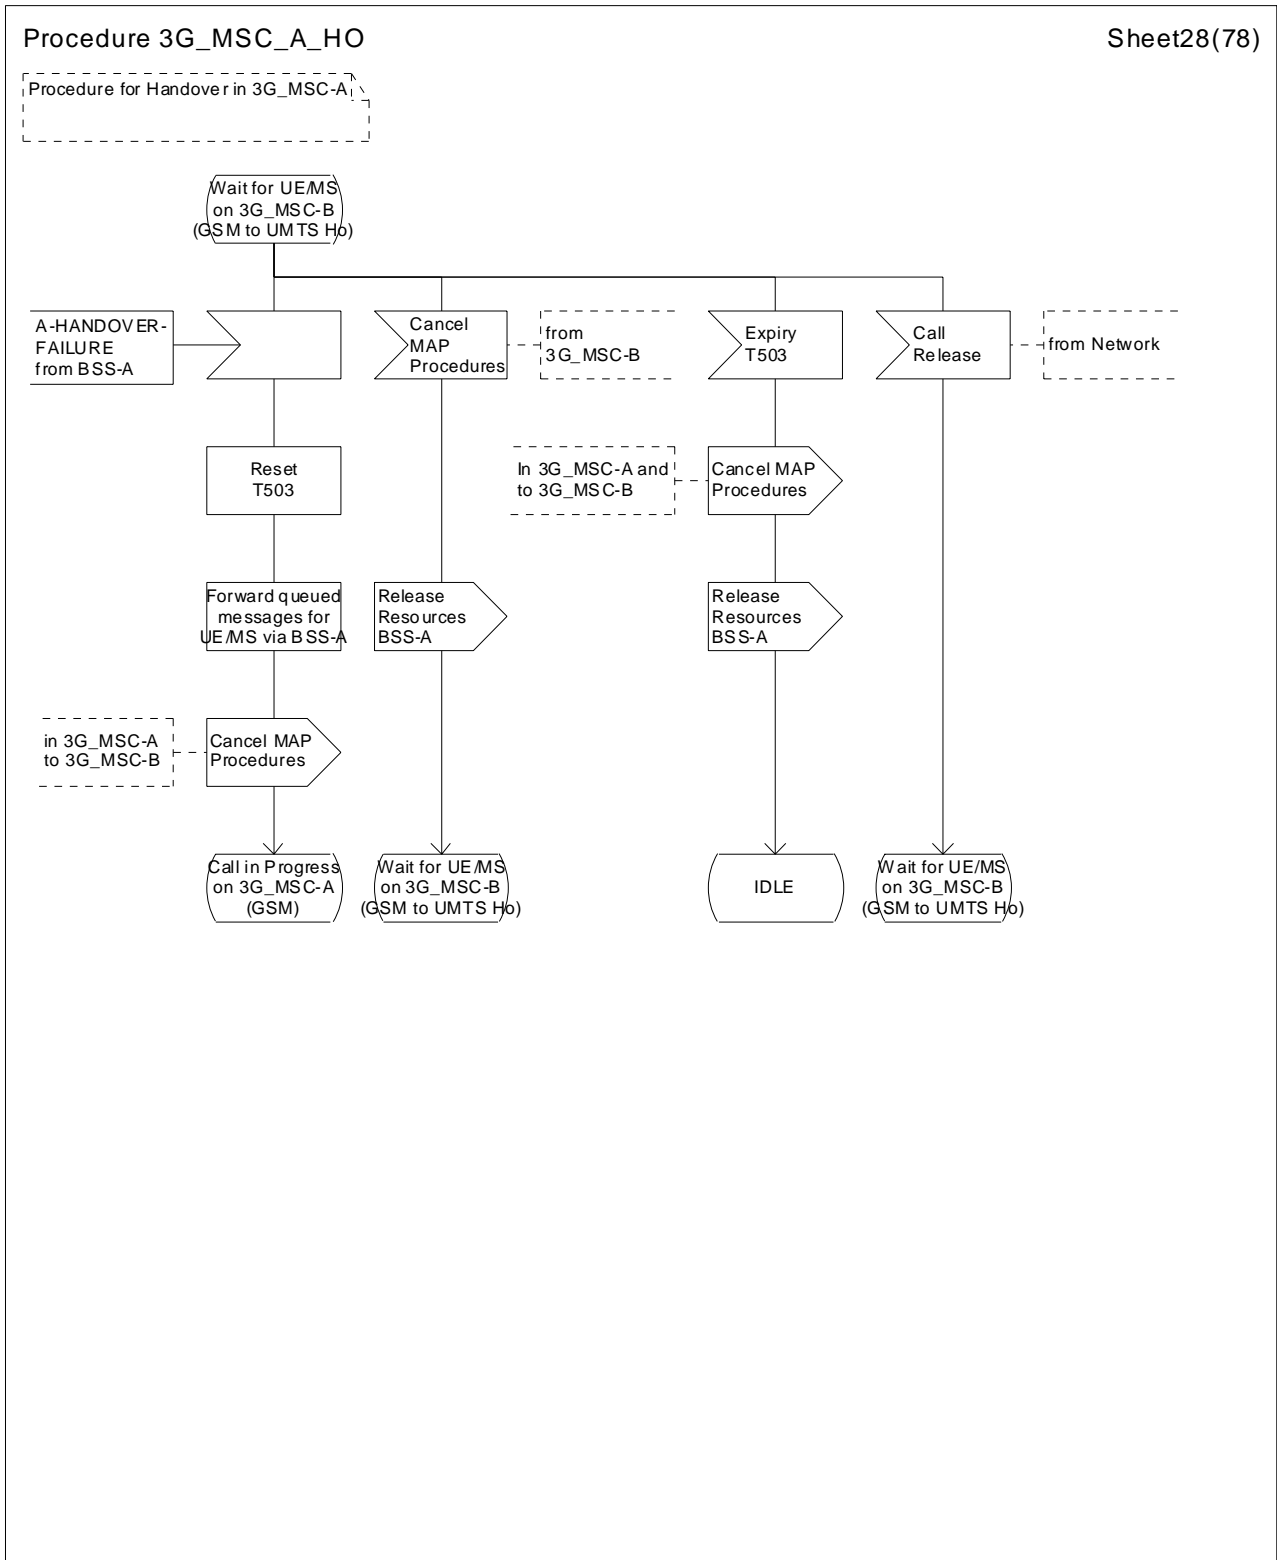 Procedure 3G_MSC_A_HO
Sheet28(78)
Procedure for Handover in 3G_MSC-A
Wait for UE/MS
on 3G_MSC-B
(GSM to UMTS Ho)
A-HANDOVER-
FAILURE
from BSS-A
Cancel
MAP
Procedures
from
3G_MSC-B
Expiry
T503
Call
Release
from Network
Reset
T503
In 3G_MSC-A and
to 3G_MSC-B
Cancel MAP
Procedures
Forward queued
messages for
UE/MS via BSS-A
Release
Resources
BSS-A
Release
Resources
BSS-A
in 3G_MSC-A
to 3G_MSC-B
Cancel MAP
Procedures
Call in Progress
on 3G_MSC-A
(GSM)
Wait for UE/MS
on 3G_MSC-B
(GSM to UMTS Ho)
IDLE
Wait for UE/MS
on 3G_MSC-B
(GSM to UMTS Ho)